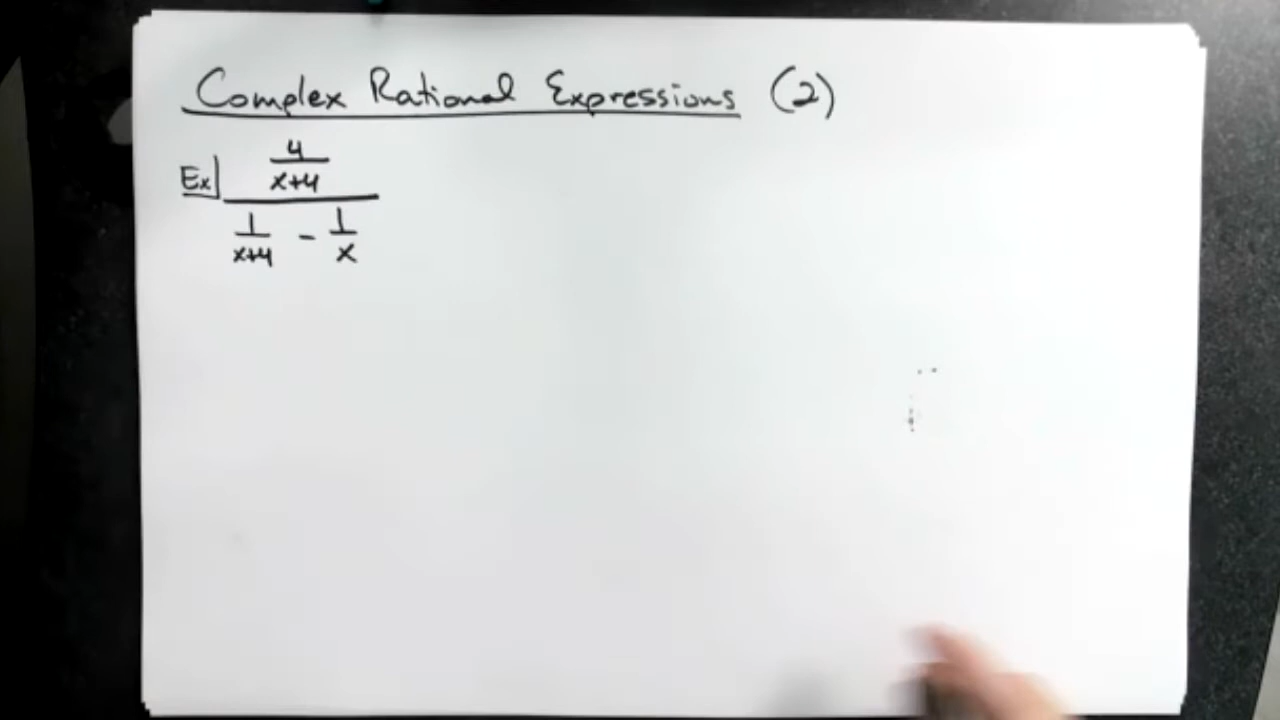 Complex Rational Expressions (2)
Ex
4
x+4
1 - 1
x+4 x